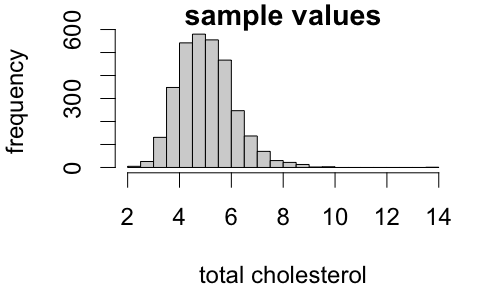 sample values
600
300
0
frequency
2 4 6 8 10 12 14
total cholesterol